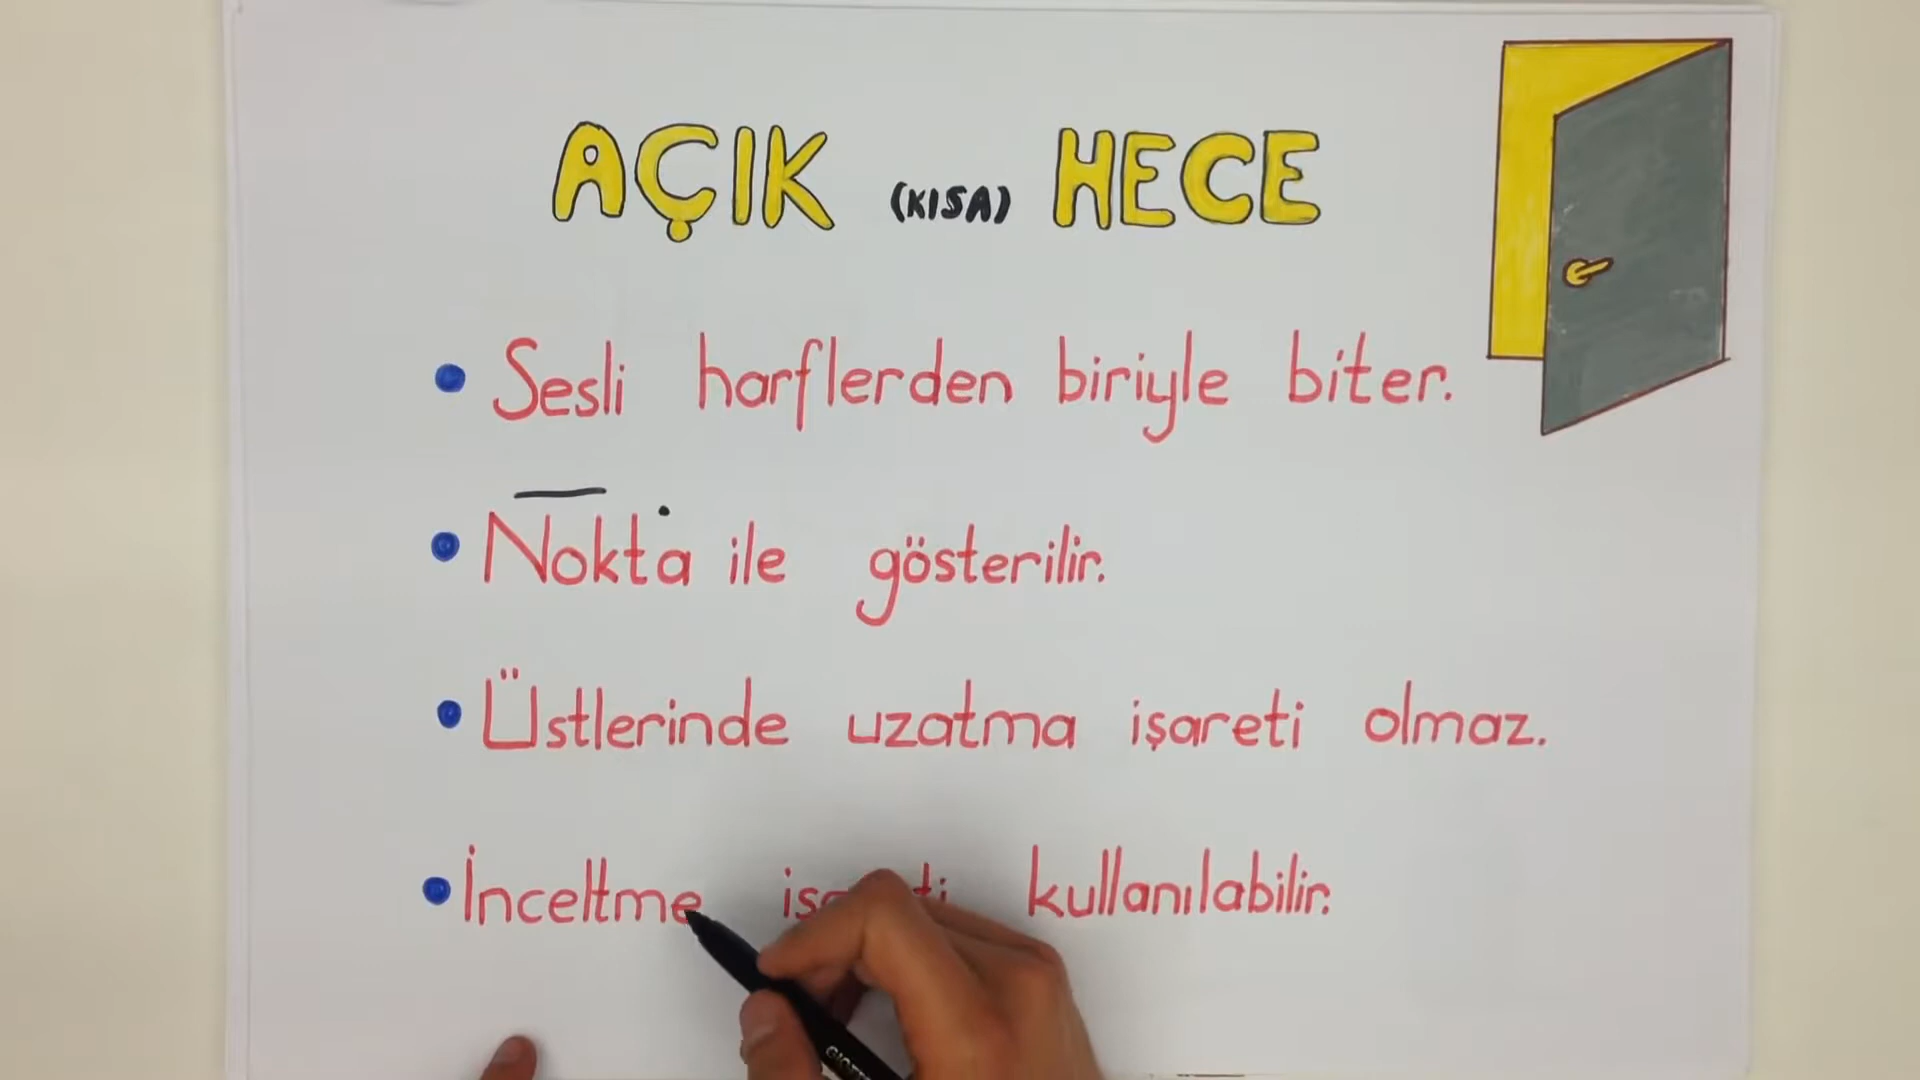 AÇIK (KISA) HECE
Sesli harflerden biriyle biter.
Nokta ile gösterilir.
Üstlerinde uzatma işareti olmaz.
İnceltme kullanılabilir.